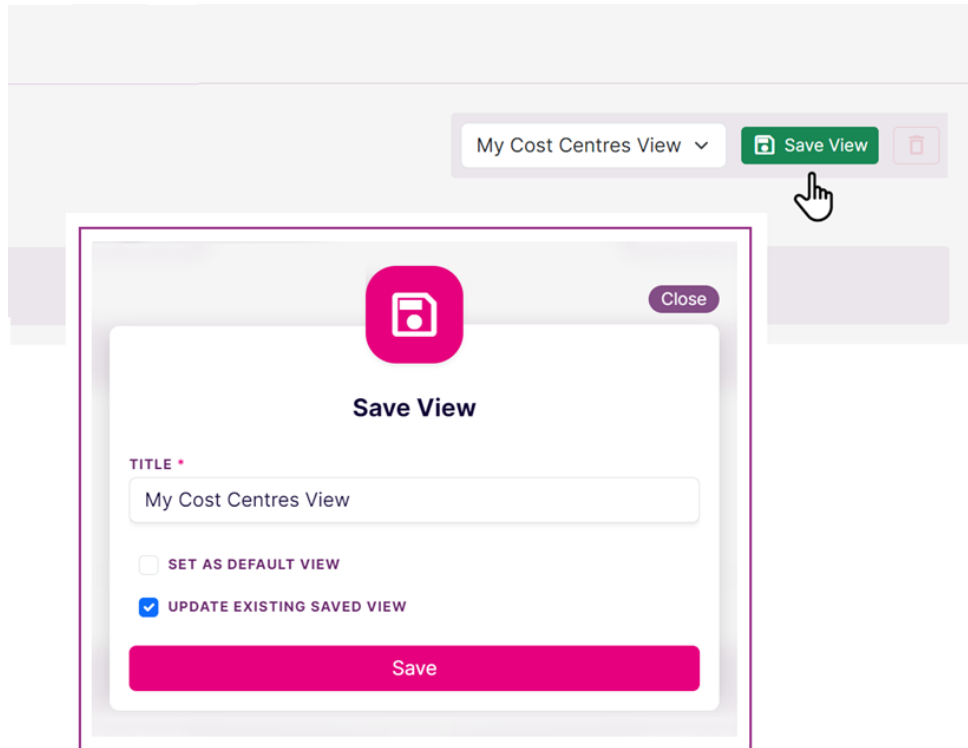 My Cost Centres View
Save View
Close
Save View
TITLE *
My Cost Centres View
SET AS DEFAULT VIEW
UPDATE EXISTING SAVED VIEW
Save